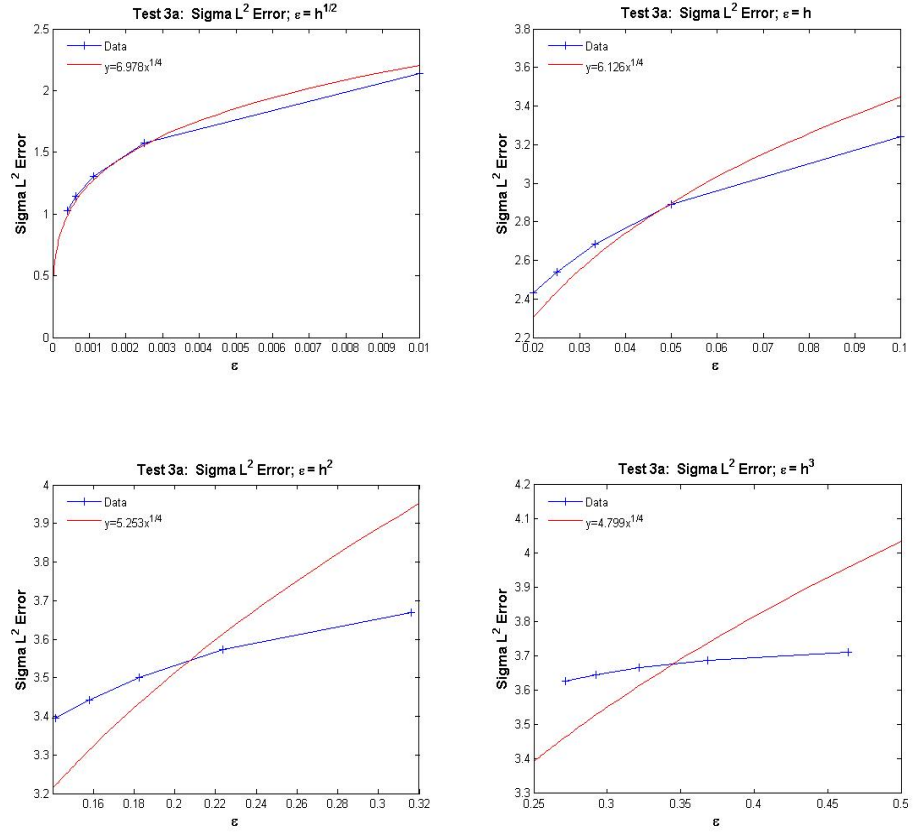 Test 3a: Sigma L² Error; ε = h^1/2
Data
y=6.978x^1/4
Sigma L² Error
2.5
2
1.5
1
0.5
0
0 0.001 0.002 0.003 0.004 0.005 0.006 0.007 0.008 0.009 0.01
ε
Test 3a: Sigma L² Error; ε = h
Data
y=6.126x^1/4
Sigma L² Error
3.8
3.6
3.4
3.2
3
2.8
2.6
2.4
2.2
0.02 0.03 0.04 0.05 0.06 0.07 0.08 0.09 0.1
ε
Test 3a: Sigma L² Error; ε = h²
Data
y=5.253x^1/4
Sigma L² Error
4
3.9
3.8
3.7
3.6
3.5
3.4
3.3
3.2
0.16 0.18 0.2 0.22 0.24 0.26 0.28 0.3 0.32
ε
Test 3a: Sigma L² Error; ε = h³
Data
y=4.799x^1/4
Sigma L² Error
4.2
4.1
4
3.9
3.8
3.7
3.6
3.5
3.4
3.3
0.25 0.3 0.35 0.4 0.45 0.5
ε